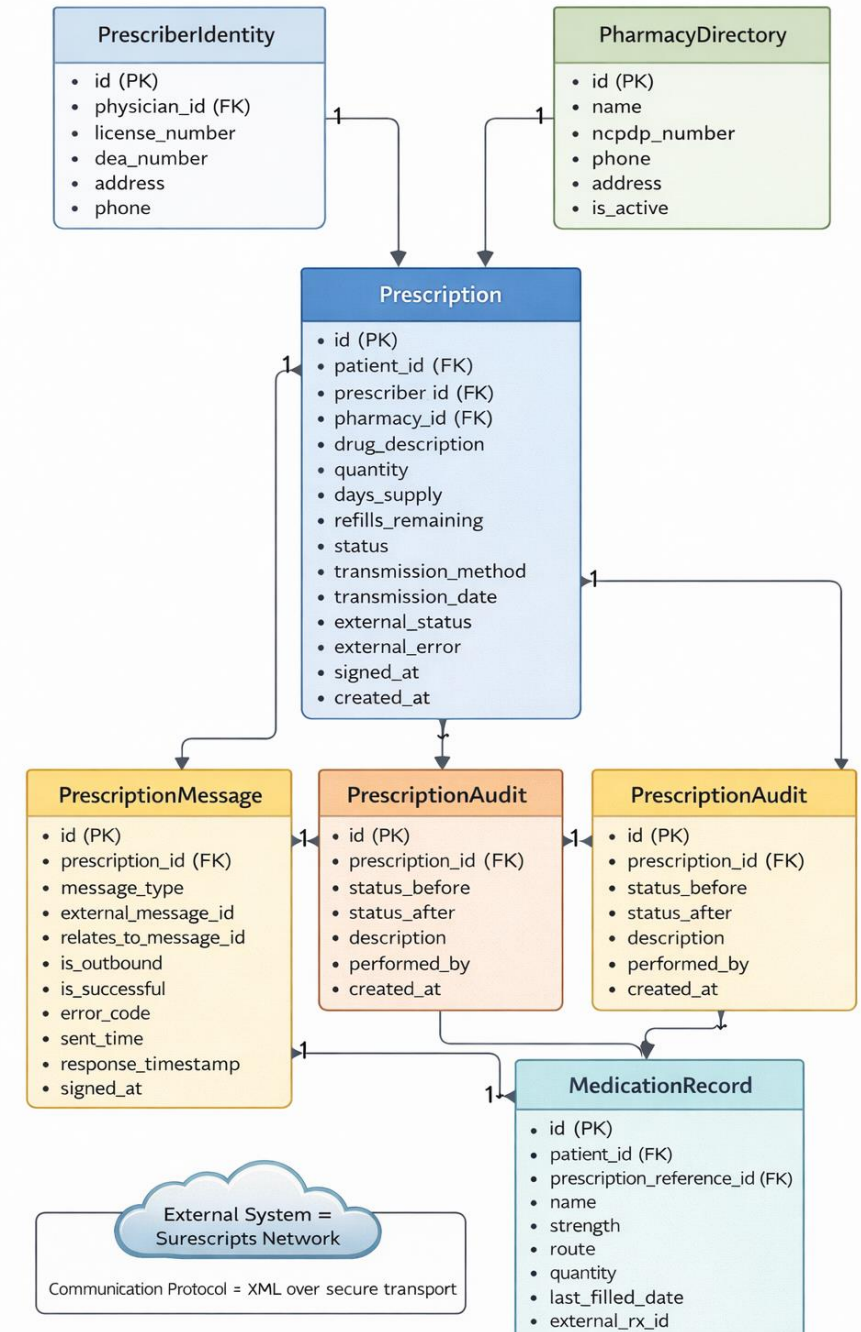 PrescriberIdentity
• id (PK)
• physician_id (FK)
• license_number
• dea_number
• address
• phone
1
PharmacyDirectory
• id (PK)
• name
• ncpdp_number
• phone
• address
• is_active
1
Prescription
• id (PK)
• patient_id (FK)
• prescriber id (FK)
• pharmacy_id (FK)
• drug_description
• quantity
• days_supply
• refills_remaining
• status
• transmission_method
• transmission_date
• external_status
• external_error
• signed_at
• created_at
1
1
PrescriptionMessage
• id (PK)
• prescription_id (FK)
• message_type
• external_message_id
• relates_to_message_id
• is_outbound
• is_successful
• error_code
• sent_time
• response_timestamp
• signed_at
1
PrescriptionAudit
• id (PK)
• prescription_id (FK)
• status_before
• status_after
• description
• performed_by
• created_at
1
PrescriptionAudit
• id (PK)
• prescription_id (FK)
• status_before
• status_after
• description
• performed_by
• created_at
1
1
MedicationRecord
• id (PK)
• patient_id (FK)
• prescription_reference_id (FK)
• name
• strength
• route
• quantity
• last_filled_date
• external_rx_id
External System =
Surescripts Network
Communication Protocol = XML over secure transport